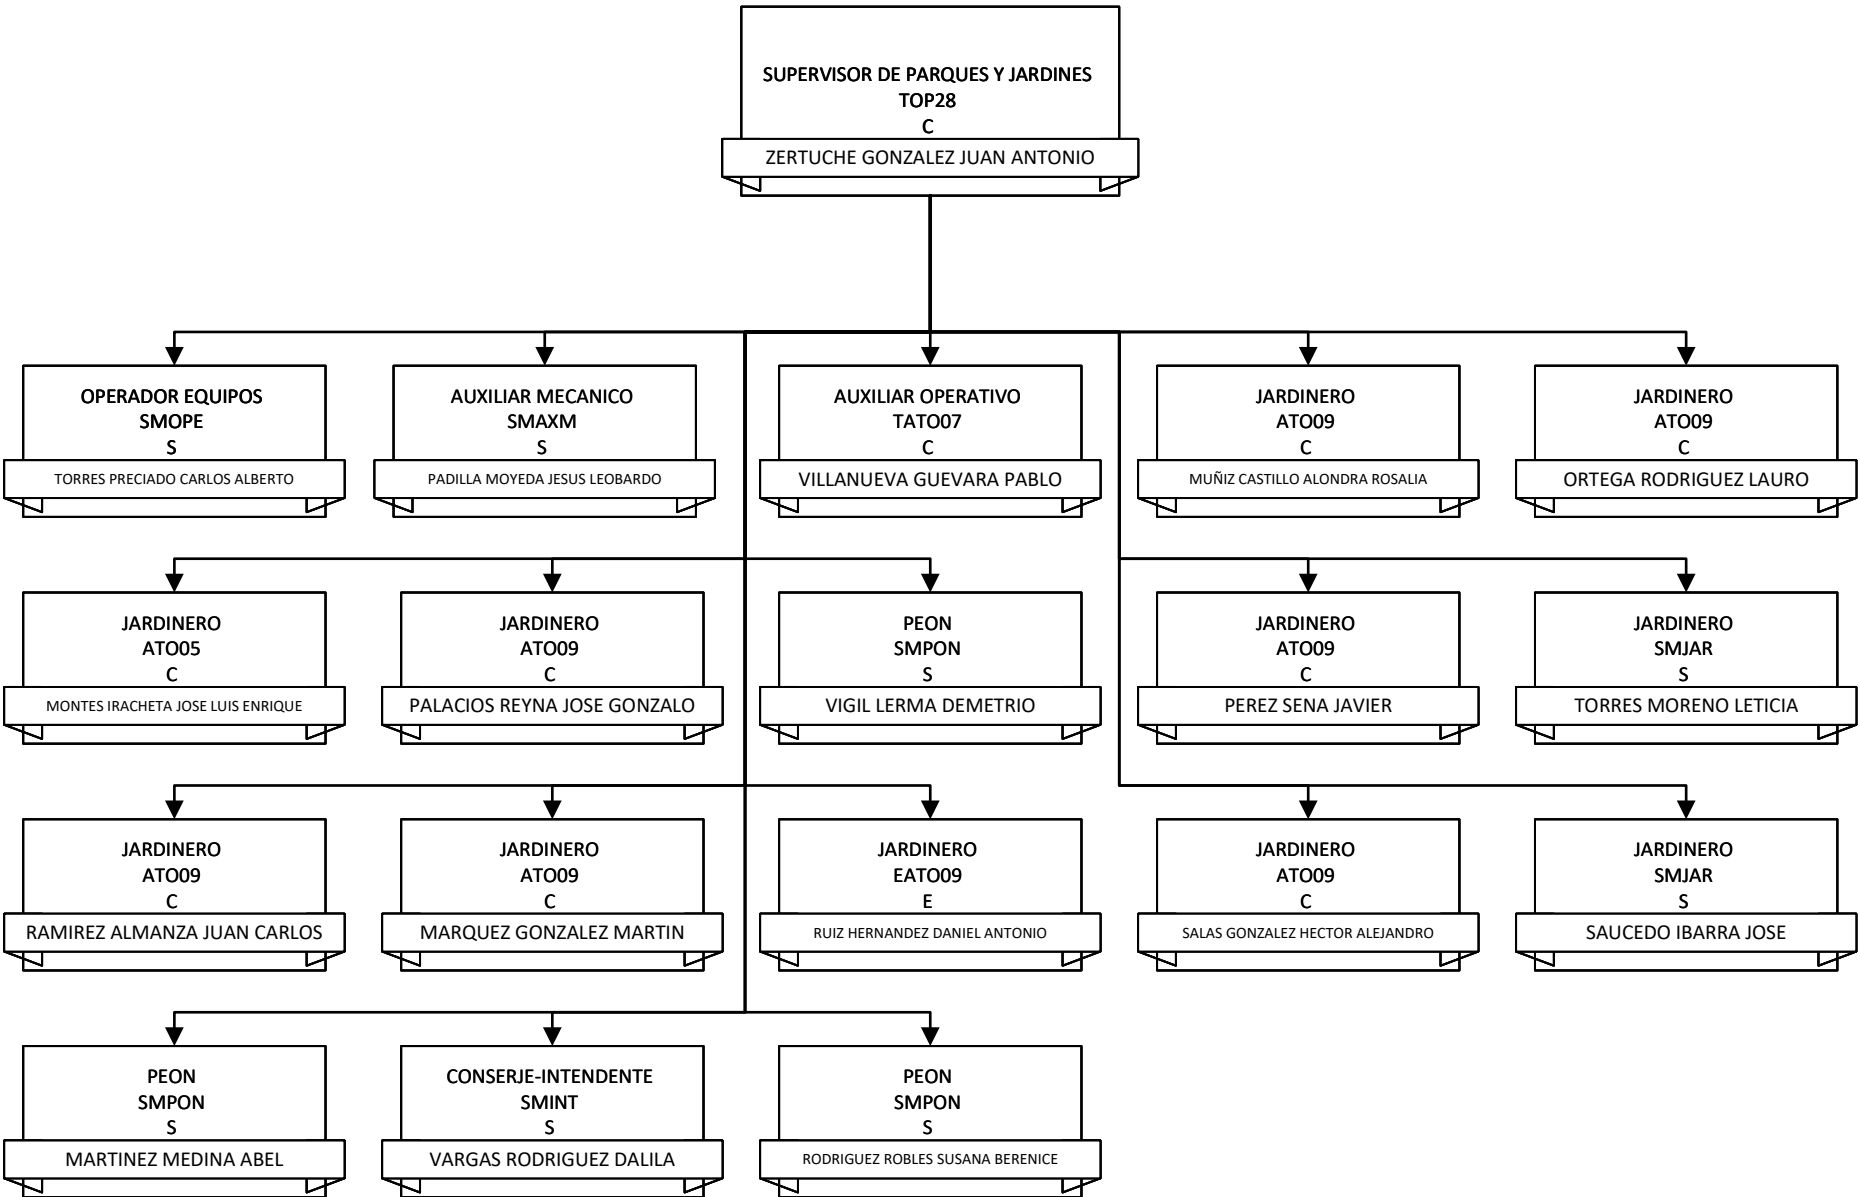 SUPERVISOR DE PARQUES Y JARDINES
TOP28
C
ZERTUCHE GONZALEZ JUAN ANTONIO
OPERADOR EQUIPOS
SMOPE
S
TORRES PRECIADO CARLOS ALBERTO
AUXILIAR MECANICO
SMAXM
S
PADILLA MOYEDA JESUS LEOBARDO
AUXILIAR OPERATIVO
TATO07
C
VILLANUEVA GUEVARA PABLO
JARDINERO
ATO09
C
MUÑIZ CASTILLO ALONDRA ROSALIA
JARDINERO
ATO09
C
ORTEGA RODRIGUEZ LAURO
JARDINERO
ATO05
C
MONTES IRACHETA JOSE LUIS ENRIQUE
JARDINERO
ATO09
C
PALACIOS REYNA JOSE GONZALO
PEON
SMPON
S
VIGIL LERMA DEMETRIO
JARDINERO
ATO09
C
PEREZ SENA JAVIER
JARDINERO
SMJAR
S
TORRES MORENO LETICIA
JARDINERO
ATO09
C
RAMIREZ ALMANZA JUAN CARLOS
JARDINERO
ATO09
C
MARQUEZ GONZALEZ MARTIN
JARDINERO
EATO09
E
RUIZ HERNANDEZ DANIEL ANTONIO
JARDINERO
ATO09
C
SALAS GONZALEZ HECTOR ALEJANDRO
JARDINERO
SMJAR
S
SAUCEDO IBARRA JOSE
PEON
SMPON
S
MARTINEZ MEDINA ABEL
CONSERJE-INTENDENTE
SMINT
S
VARGAS RODRIGUEZ DALILA
PEON
SMPON
S
RODRIGUEZ ROBLES SUSANA BERENICE